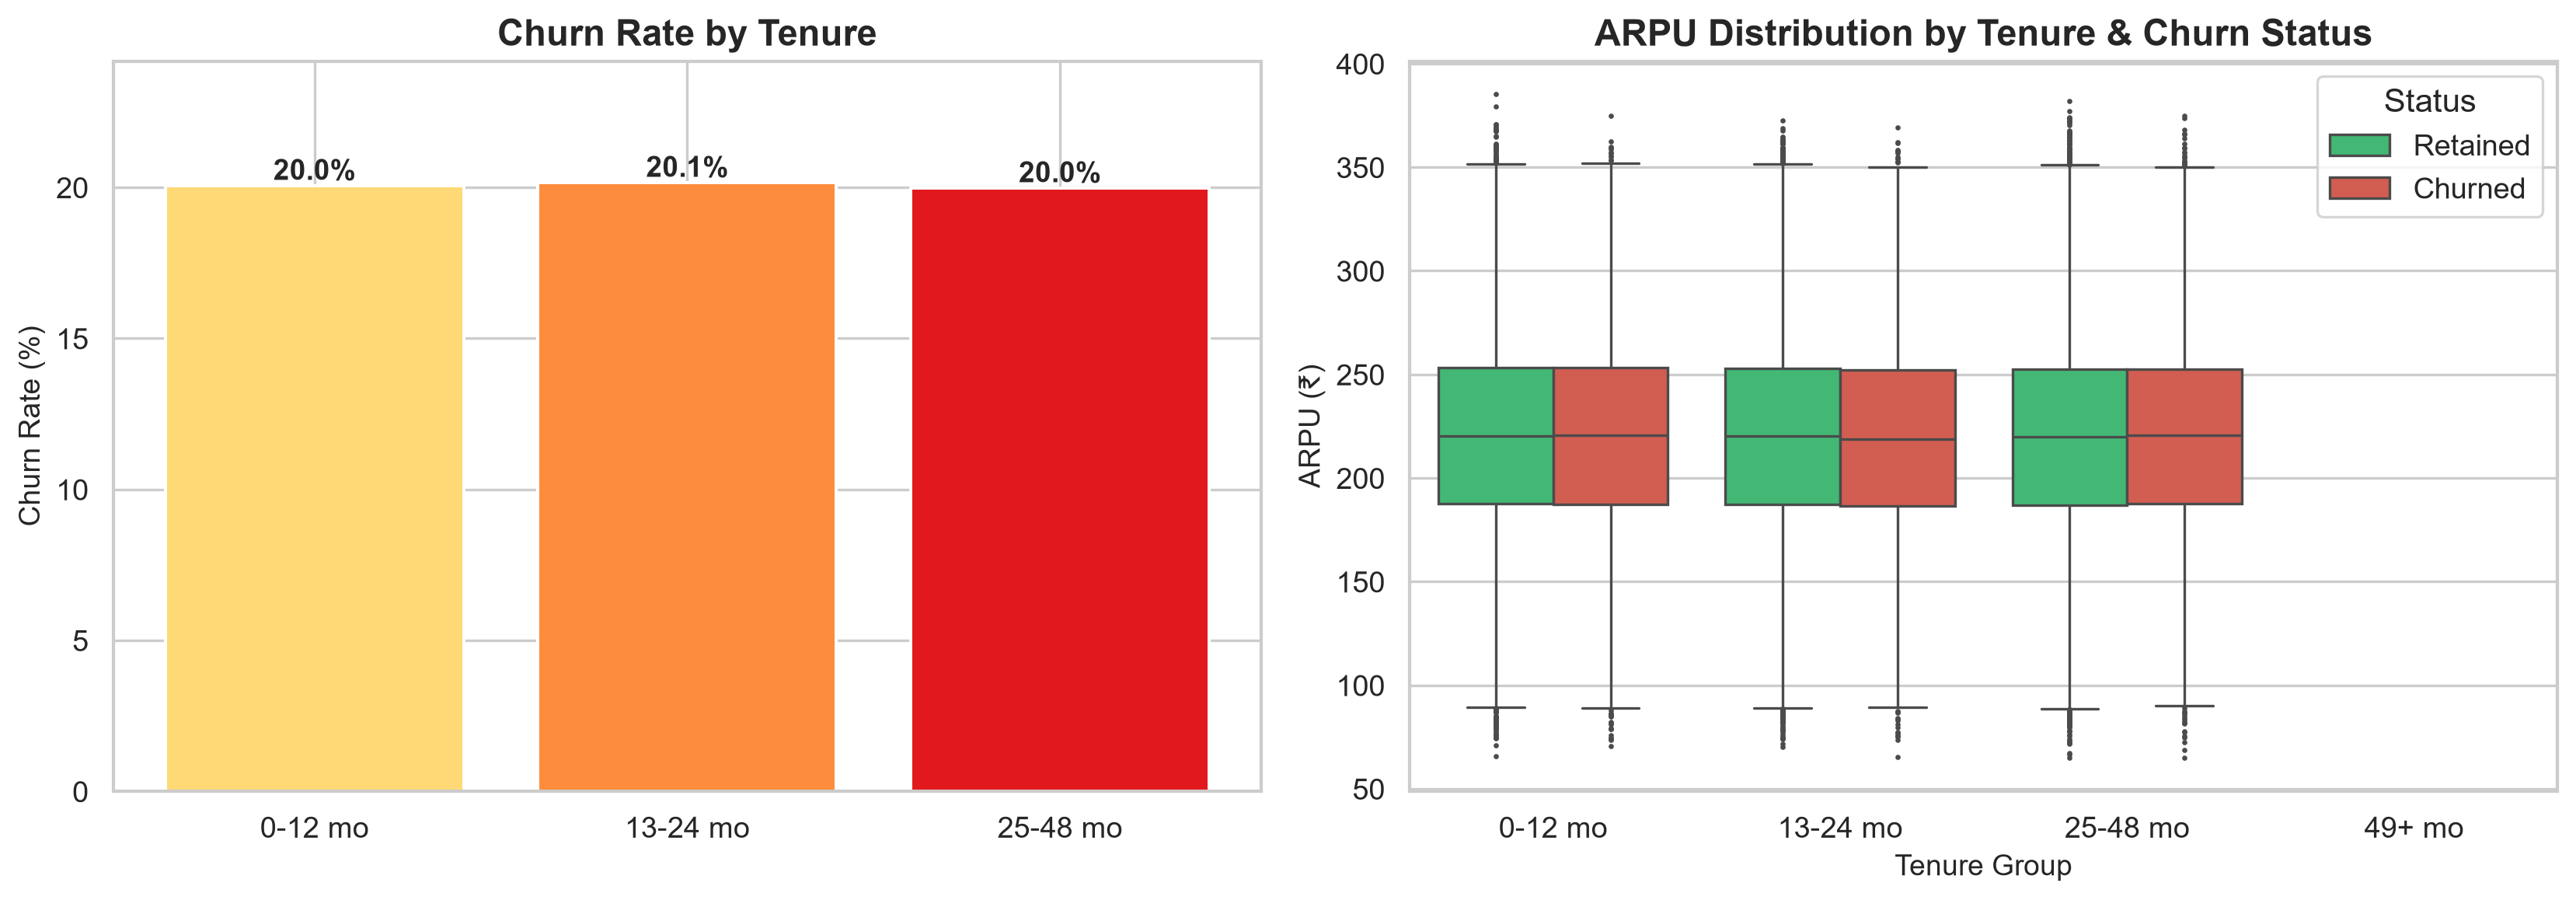 Churn Rate by Tenure
Churn Rate (%)
20
15
10
5
0
20.0%
20.1%
20.0%
0-12 mo
13-24 mo
25-48 mo
ARPU Distribution by Tenure & Churn Status
ARPU (₹)
400
350
300
250
200
150
100
50
Status
Retained
Churned
0-12 mo
13-24 mo
25-48 mo
49+ mo
Tenure Group